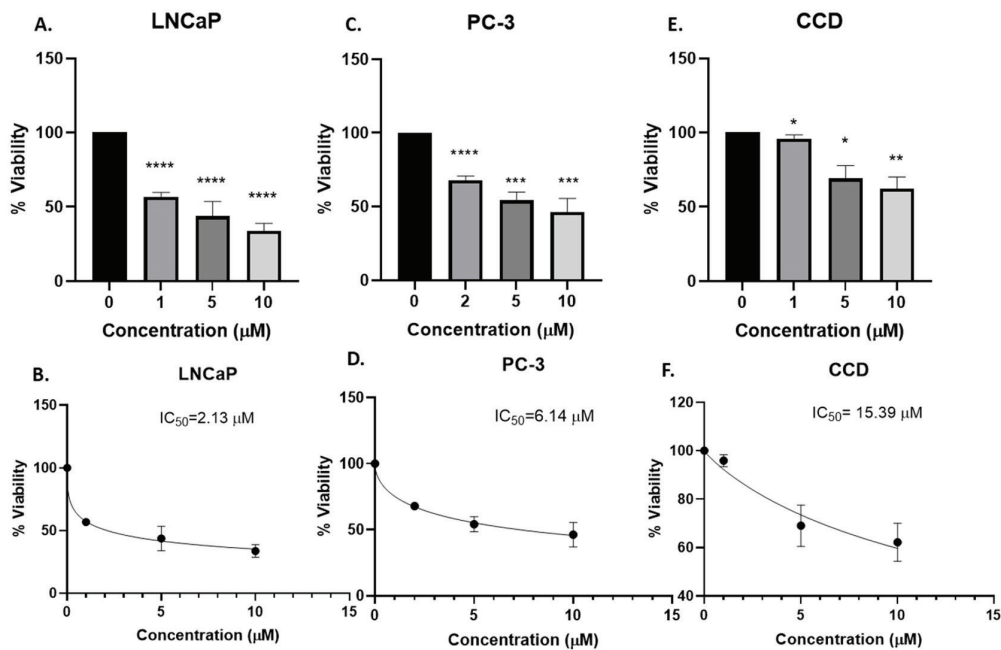 A. LNCaP
150
100
50
0
% Viability
****
****
****
0 1 5 10
Concentration (μM)
C. PC-3
150
100
50
0
% Viability
****
***
***
0 2 5 10
Concentration (μM)
E. CCD
150
100
50
0
% Viability
*
*
**
0 1 5 10
Concentration (μM)
B. LNCaP
IC50=2.13 μM
150
100
50
0
% Viability
0 5 10 15
Concentration (μM)
D. PC-3
IC50=6.14 μM
150
100
50
0
% Viability
0 5 10 15
Concentration (μM)
F. CCD
IC50= 15.39 μM
120
100
80
60
40
% Viability
0 5 10 15
Concentration (μM)